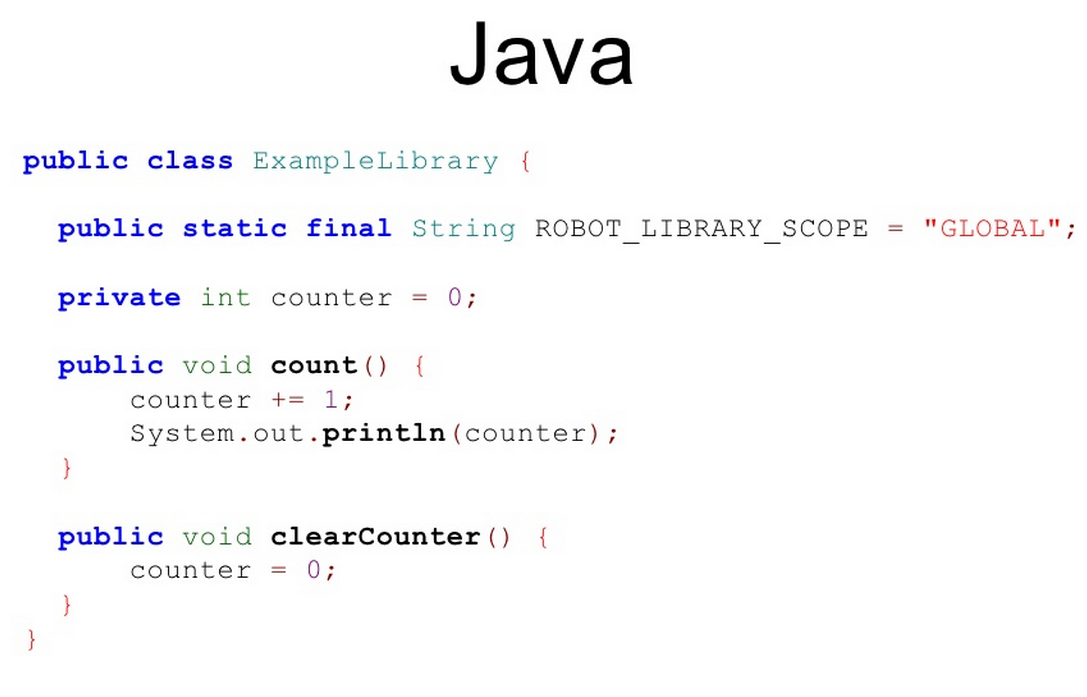 Java
public class ExampleLibrary {
public static final String ROBOT_LIBRARY_SCOPE = "GLOBAL";
private int counter = 0;
public void count() {
counter += 1;
System.out.println(counter);
}
public void clearCounter() {
counter = 0;
}
}